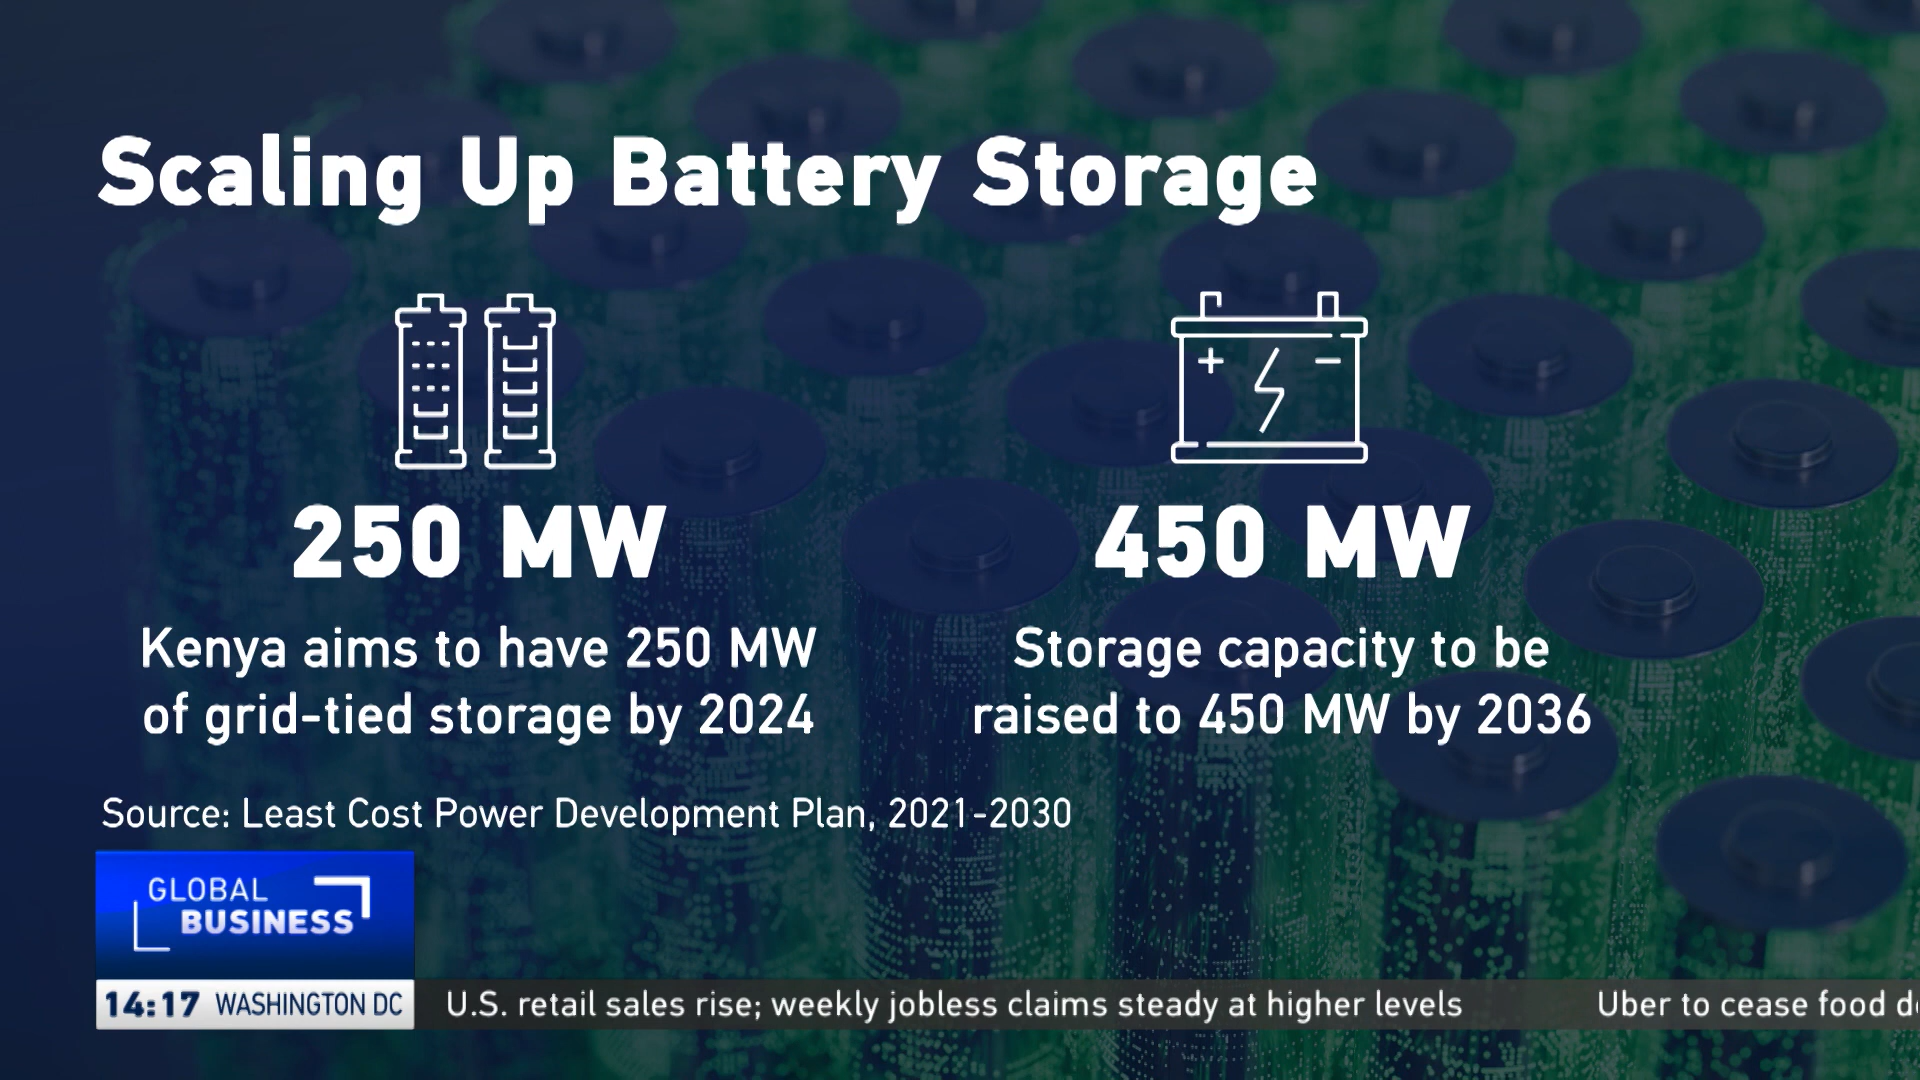 Scaling Up Battery Storage
250 MW
Kenya aims to have 250 MW
of grid-tied storage by 2024
450 MW
Storage capacity to be
raised to 450 MW by 2036
Source: Least Cost Power Development Plan, 2021-2030
GLOBAL
BUSINESS
14:17 WASHINGTON DC
U.S. retail sales rise; weekly jobless claims steady at higher levels
Uber to cease food